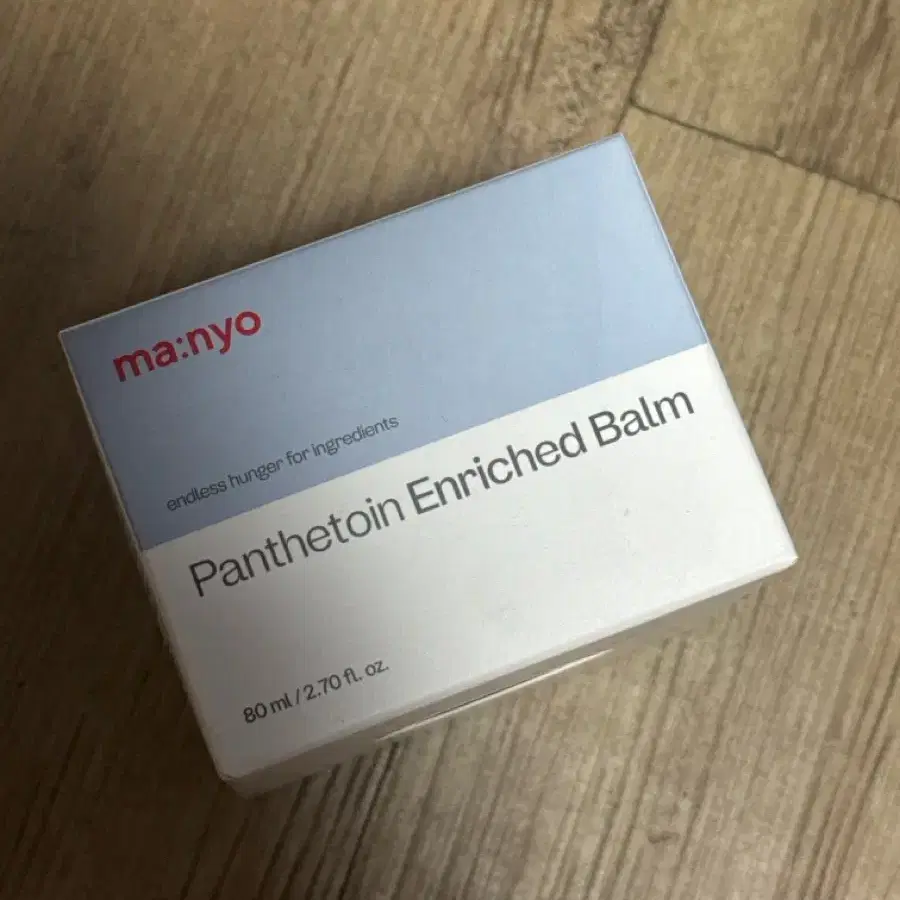 ma:nyo
endless hunger for ingredients
Panthetoin Enriched Balm
80 ml / 2.70 fl. oz.